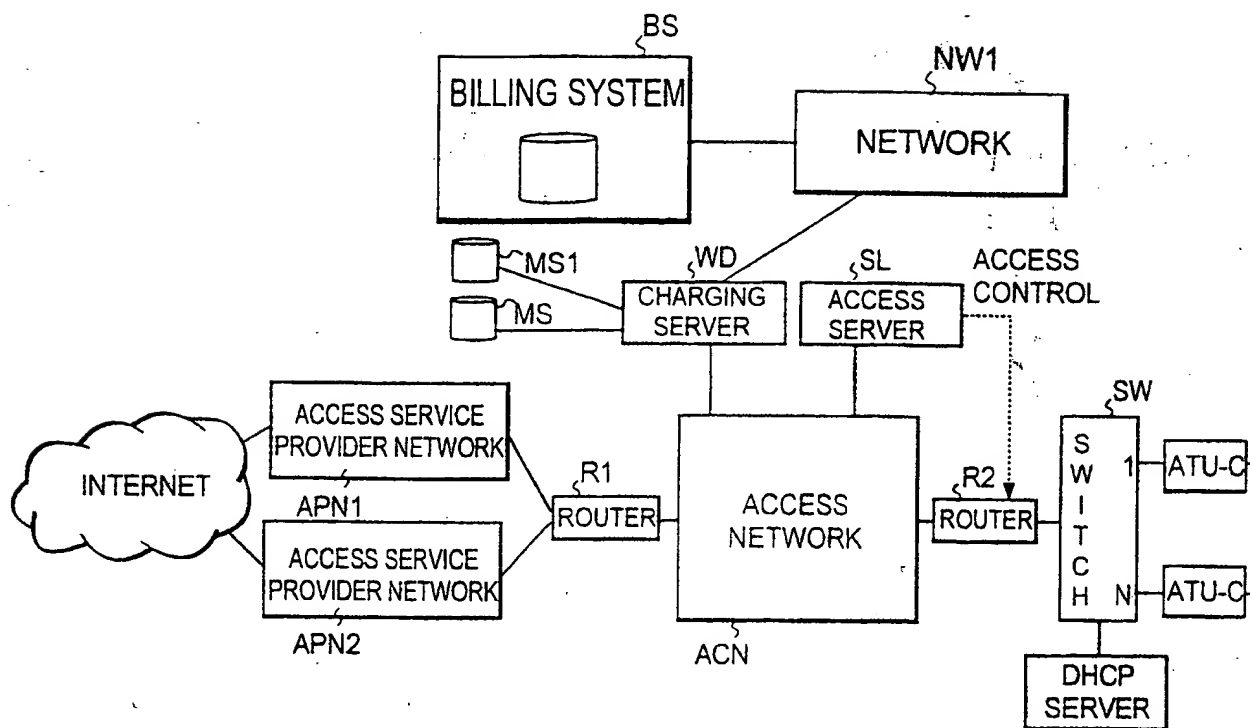 BS
BILLING SYSTEM
NW1
NETWORK
MS1
MS
WD
CHARGING
SERVER
SL
ACCESS
SERVER
ACCESS
CONTROL
INTERNET
ACCESS SERVICE
PROVIDER NETWORK
APN1
ACCESS SERVICE
PROVIDER NETWORK
APN2
R1
ROUTER
ACCESS
NETWORK
ACN
R2
ROUTER
SW
SWITCH
1
N
ATU-C
ATU-C
DHCP
SERVER